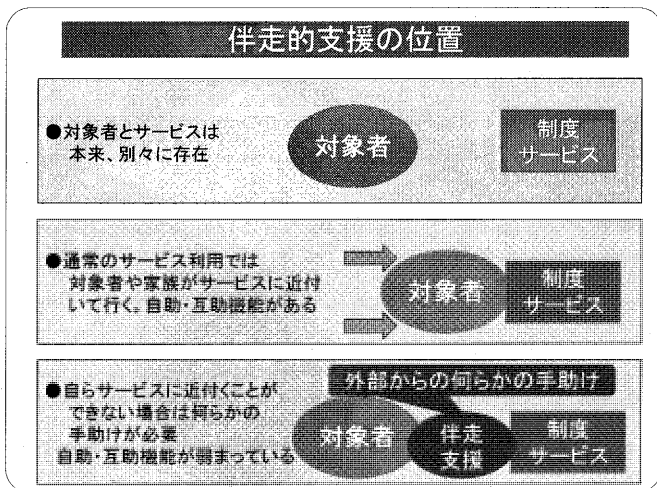 伴走的支援の位置
●対象者とサービスは
本来、別々に存在
対象者
制度
サービス
●通常のサービス利用では
対象者や家族がサービスに近付
いて行く。自助・互助機能がある
対象者
制度
サービス
●自らサービスに近付くことが
できない場合は何らかの
手助けが必要
自助・互助機能が弱まっている
外部からの何らかの手助け
対象者
伴走
支援
制度
サービス